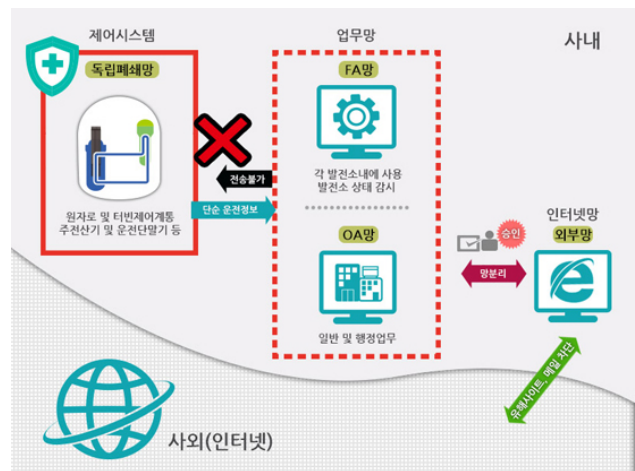 제어시스템
업무망
사내
독립폐쇄망
FA망
전송불가
각 발전소내에 사용
발전소 상태 감시
단순 운전정보
원자로 및 터빈제어계통
주전산기 및 운전단말기 등
OA망
인터넷망
승인
외부망
망분리
일반 및 행정업무
유해사이트, 메일 차단
사외(인터넷)